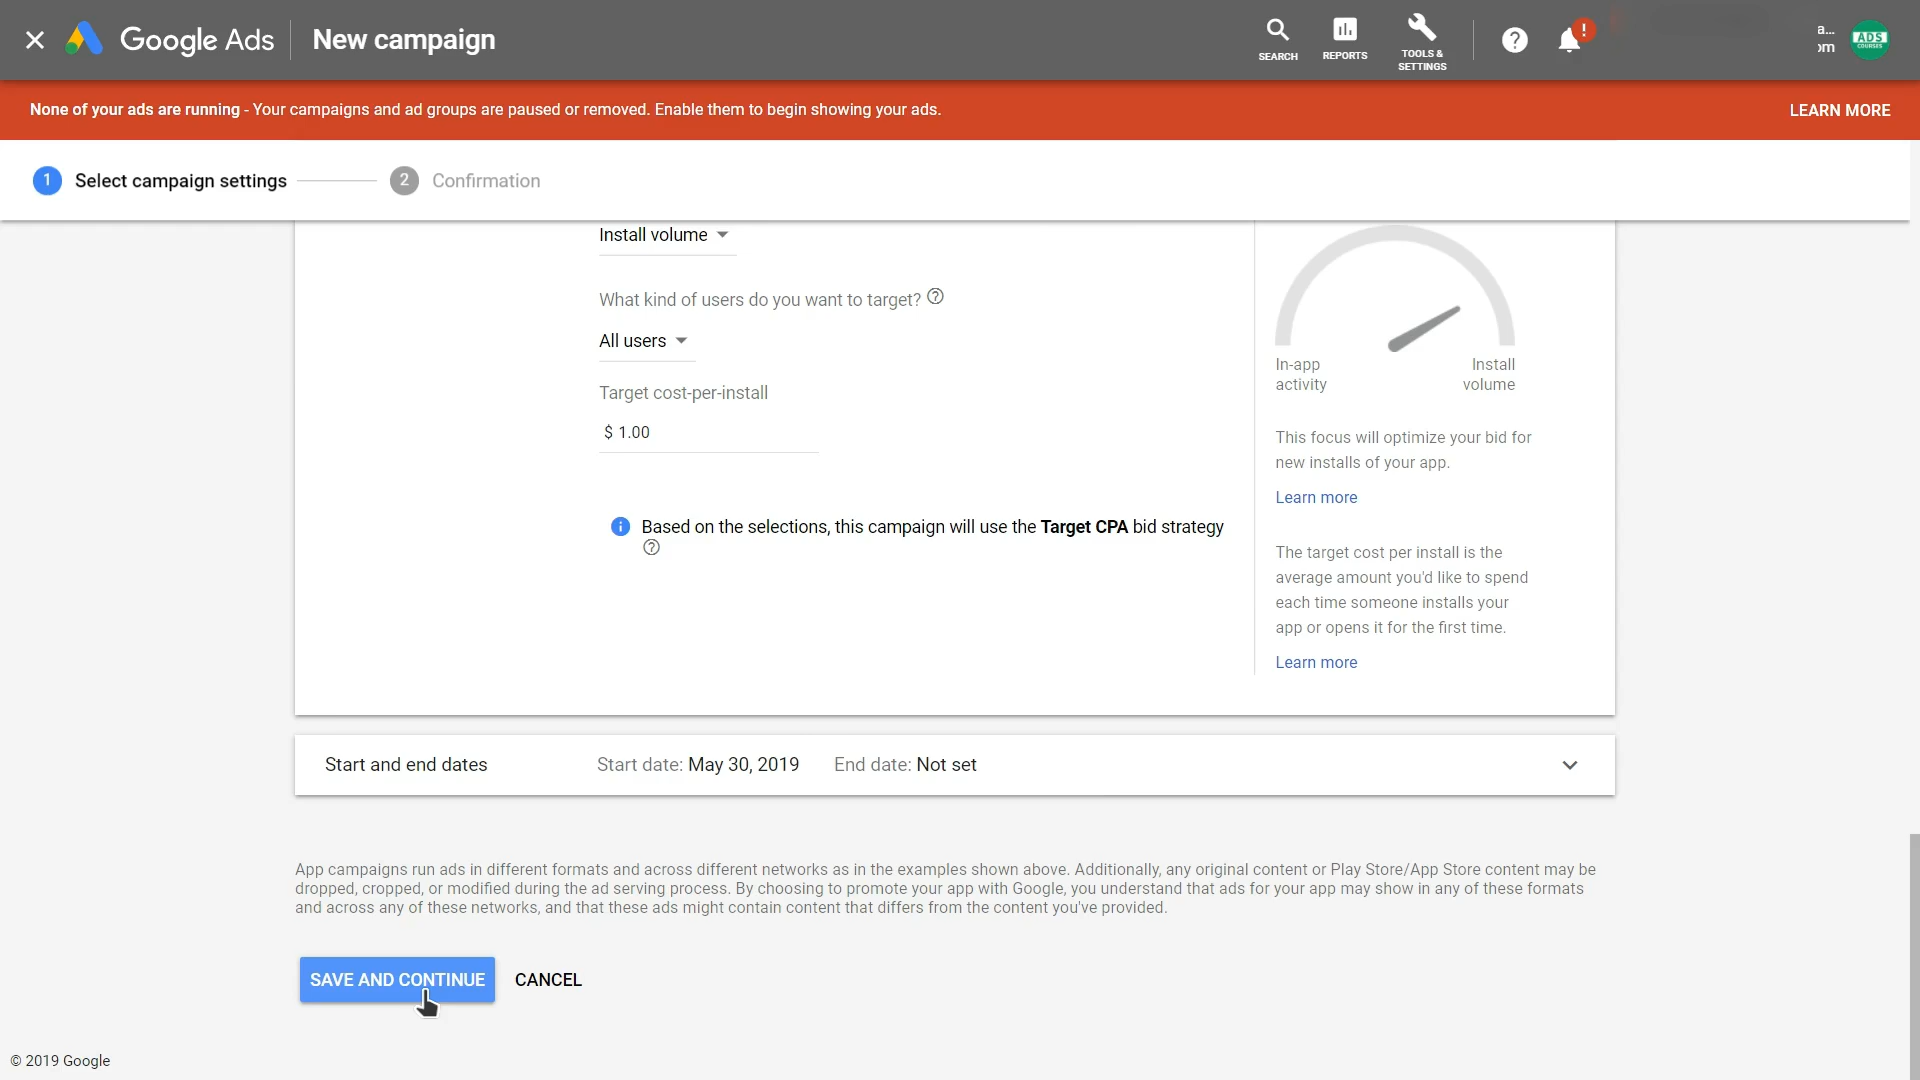 Google Ads
New campaign
SEARCH
REPORTS
TOOLS &
SETTINGS
?
!
a...
om
ADS
COURSES
None of your ads are running - Your campaigns and ad groups are paused or removed. Enable them to begin showing your ads.
LEARN MORE
1 Select campaign settings
2 Confirmation
Install volume
What kind of users do you want to target? ?
All users
Target cost-per-install
$ 1.00
i Based on the selections, this campaign will use the Target CPA bid strategy
?
In-app
activity
Install
volume
This focus will optimize your bid for
new installs of your app.
Learn more
The target cost per install is the
average amount you'd like to spend
each time someone installs your
app or opens it for the first time.
Learn more
Start and end dates
Start date: May 30, 2019
End date: Not set
App campaigns run ads in different formats and across different networks as in the examples shown above. Additionally, any original content or Play Store/App Store content may be
dropped, cropped, or modified during the ad serving process. By choosing to promote your app with Google, you understand that ads for your app may show in any of these formats
and across any of these networks, and that these ads might contain content that differs from the content you've provided.
SAVE AND CONTINUE
CANCEL
© 2019 Google